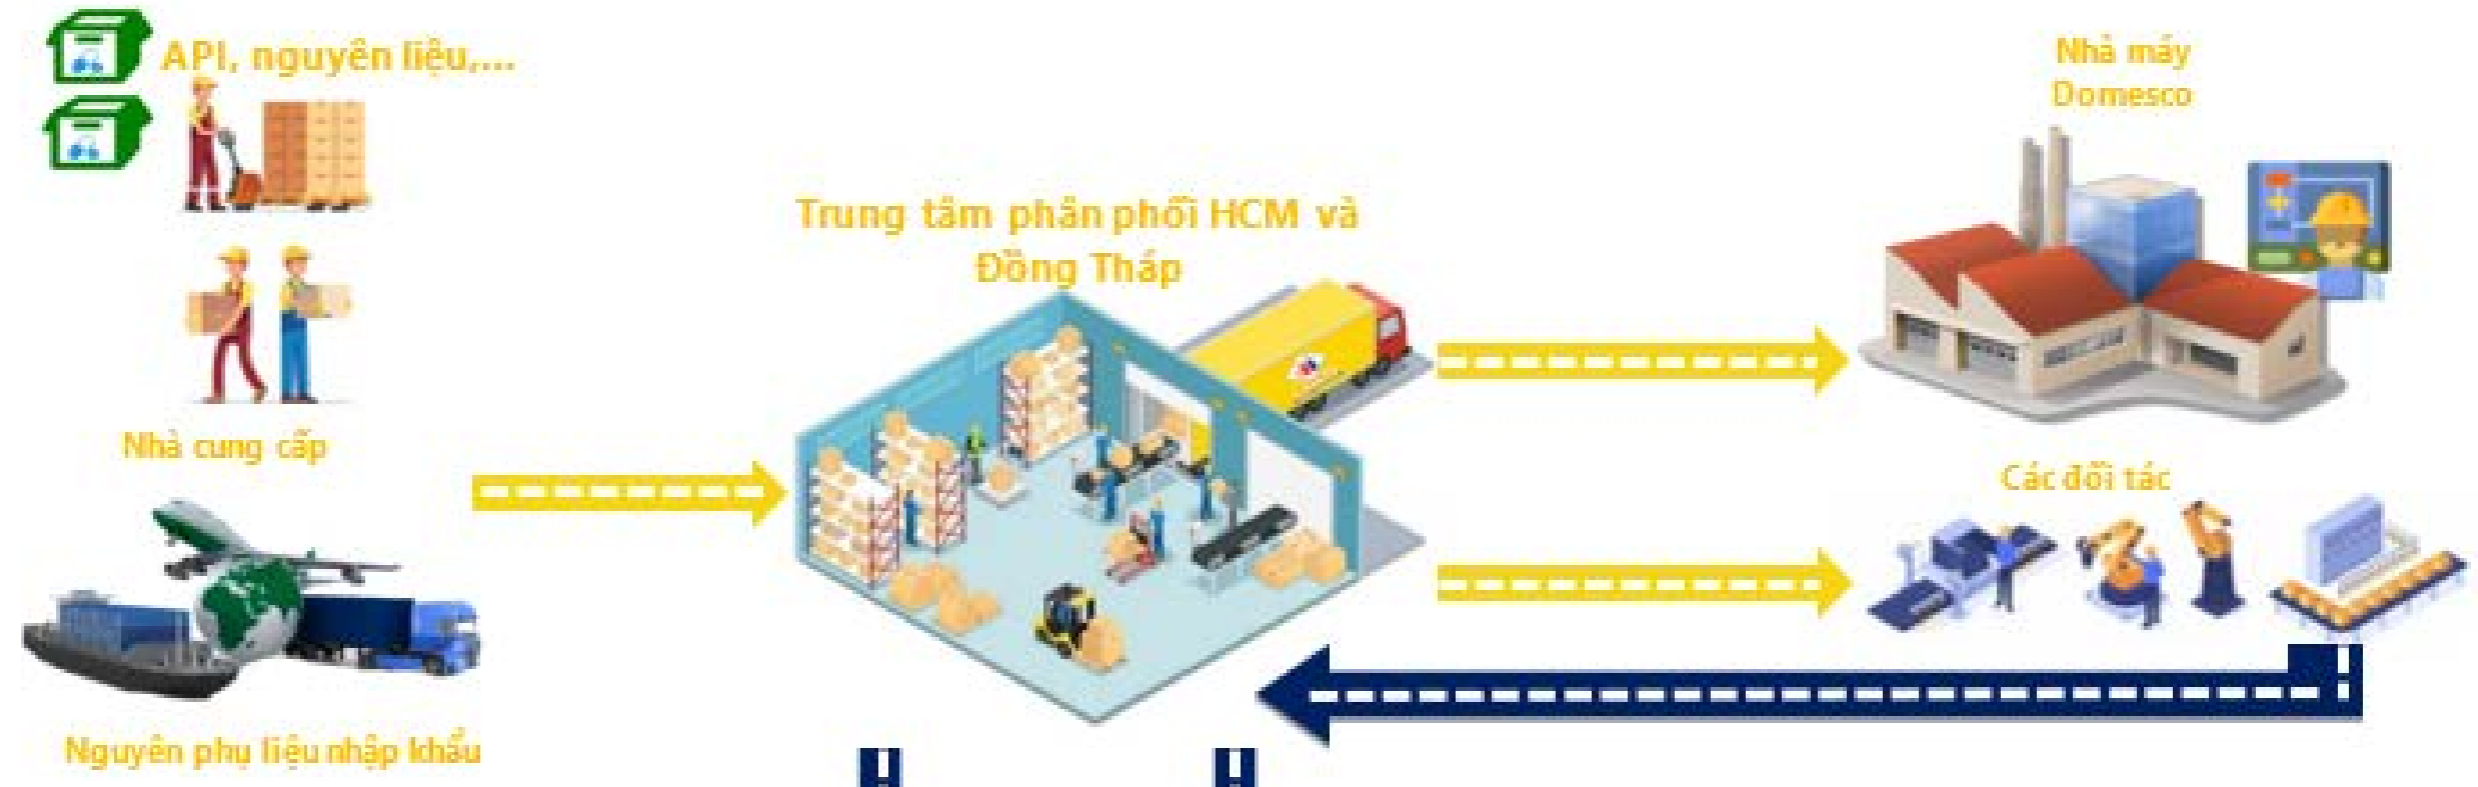 API, nguyên liệu,...
Nhà cung cấp
Nguyên phụ liệu nhập khẩu
Trung tâm phân phối HCM và
Đồng Tháp
Nhà máy
Domesco
Các đối tác